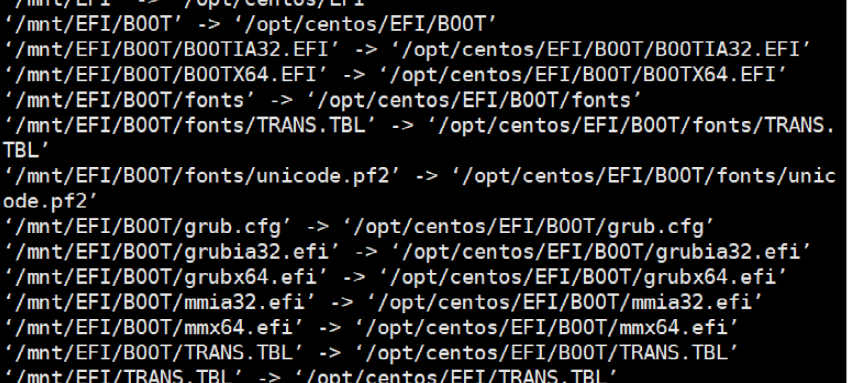 ‘/mnt/EFI’ -> ‘/opt/centos/EFI’
‘/mnt/EFI/BOOT’ -> ‘/opt/centos/EFI/BOOT’
‘/mnt/EFI/BOOT/BOOTIA32.EFI’ -> ‘/opt/centos/EFI/BOOT/BOOTIA32.EFI’
‘/mnt/EFI/BOOT/BOOTX64.EFI’ -> ‘/opt/centos/EFI/BOOT/BOOTX64.EFI’
‘/mnt/EFI/BOOT/fonts’ -> ‘/opt/centos/EFI/BOOT/fonts’
‘/mnt/EFI/BOOT/fonts/TRANS.TBL’ -> ‘/opt/centos/EFI/BOOT/fonts/TRANS.
TBL’
‘/mnt/EFI/BOOT/fonts/unicode.pf2’ -> ‘/opt/centos/EFI/BOOT/fonts/unic
ode.pf2’
‘/mnt/EFI/BOOT/grub.cfg’ -> ‘/opt/centos/EFI/BOOT/grub.cfg’
‘/mnt/EFI/BOOT/grubia32.efi’ -> ‘/opt/centos/EFI/BOOT/grubia32.efi’
‘/mnt/EFI/BOOT/grubx64.efi’ -> ‘/opt/centos/EFI/BOOT/grubx64.efi’
‘/mnt/EFI/BOOT/mmia32.efi’ -> ‘/opt/centos/EFI/BOOT/mmia32.efi’
‘/mnt/EFI/BOOT/mmx64.efi’ -> ‘/opt/centos/EFI/BOOT/mmx64.efi’
‘/mnt/EFI/BOOT/TRANS.TBL’ -> ‘/opt/centos/EFI/BOOT/TRANS.TBL’
‘/mnt/EFI/TRANS.TBL’ -> ‘/opt/centos/EFI/TRANS.TBL’